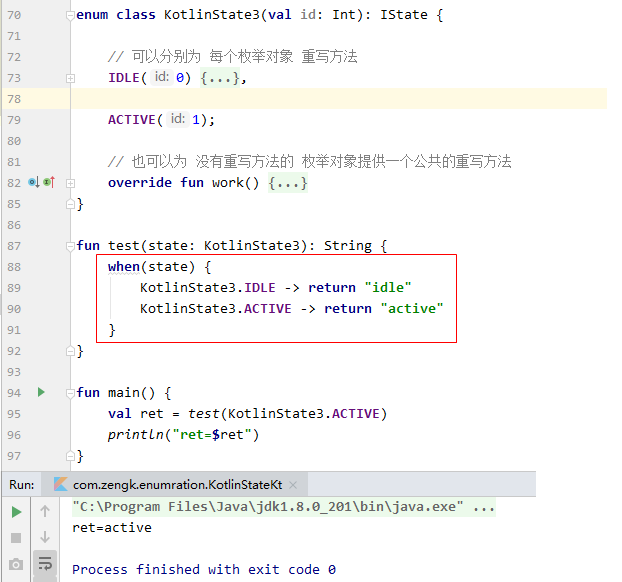 70 enum class KotlinState3(val id: Int): IState {
71
72 // 可以分别为 每个枚举对象 重写方法
73 IDLE( id: 0) {...},
78
79 ACTIVE( id: 1);
80
81 // 也可以为 没有重写方法的 枚举对象提供一个公共的重写方法
82 override fun work() {...}
85 }
86
87 fun test(state: KotlinState3): String {
88 when(state) {
89 KotlinState3.IDLE -> return "idle"
90 KotlinState3.ACTIVE -> return "active"
91 }
92 }
93
94 fun main() {
95 val ret = test(KotlinState3.ACTIVE)
96 println("ret=$ret")
97 }
Run: com.zengk.enumration.KotlinStateKt ×
"C:\Program Files\Java\jdk1.8.0_201\bin\java.exe" ...
ret=active
Process finished with exit code 0